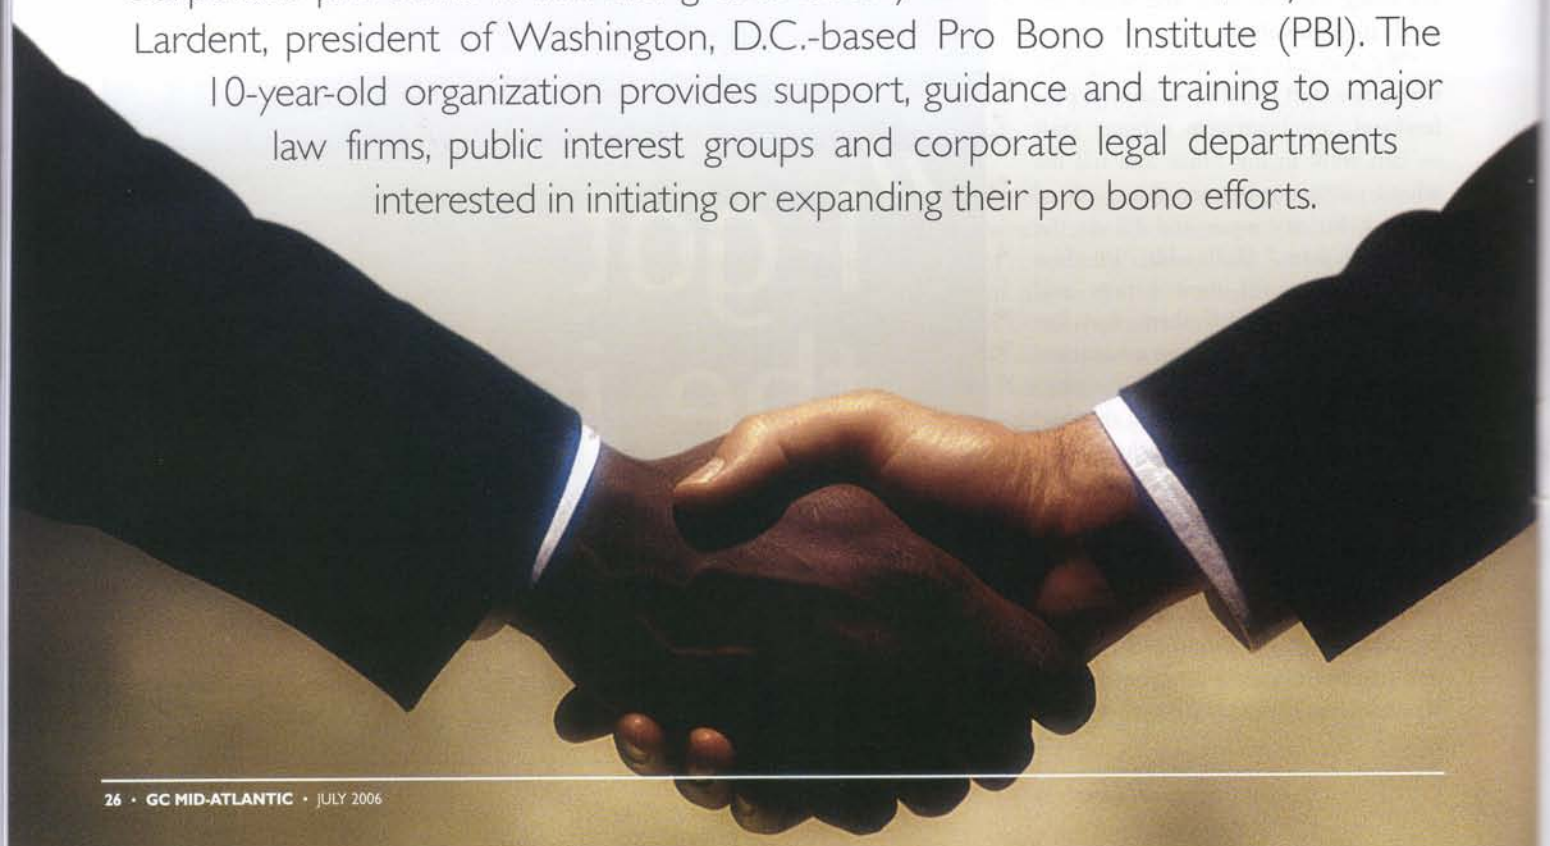 Lardent, president of Washington, D.C.-based Pro Bono Institute (PBI). The
10-year-old organization provides support, guidance and training to major
law firms, public interest groups and corporate legal departments
interested in initiating or expanding their pro bono efforts.
26 · GC MID-ATLANTIC · JULY 2006